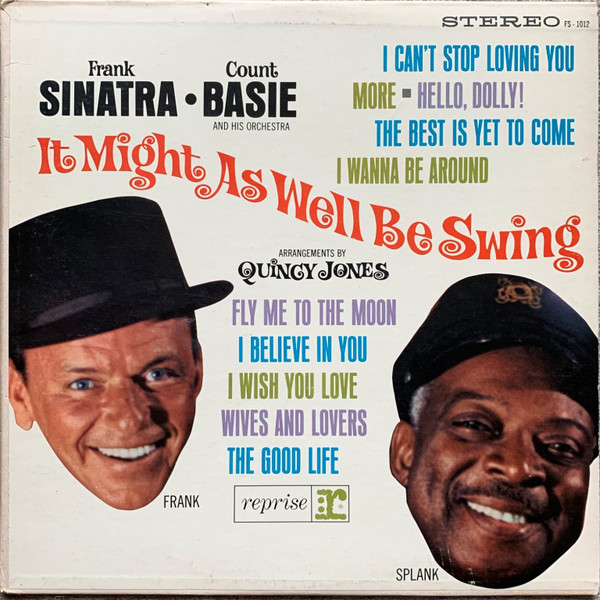 STEREO FS-1012
Frank Count
SINATRA • BASIE
AND HIS ORCHESTRA
I CAN'T STOP LOVING YOU
MORE ▪ HELLO, DOLLY!
THE BEST IS YET TO COME
I WANNA BE AROUND
It Might As Well Be Swing
ARRANGEMENTS BY
QUINCY JONES
FLY ME TO THE MOON
I BELIEVE IN YOU
I WISH YOU LOVE
WIVES AND LOVERS
THE GOOD LIFE
FRANK
reprise r
SPLANK